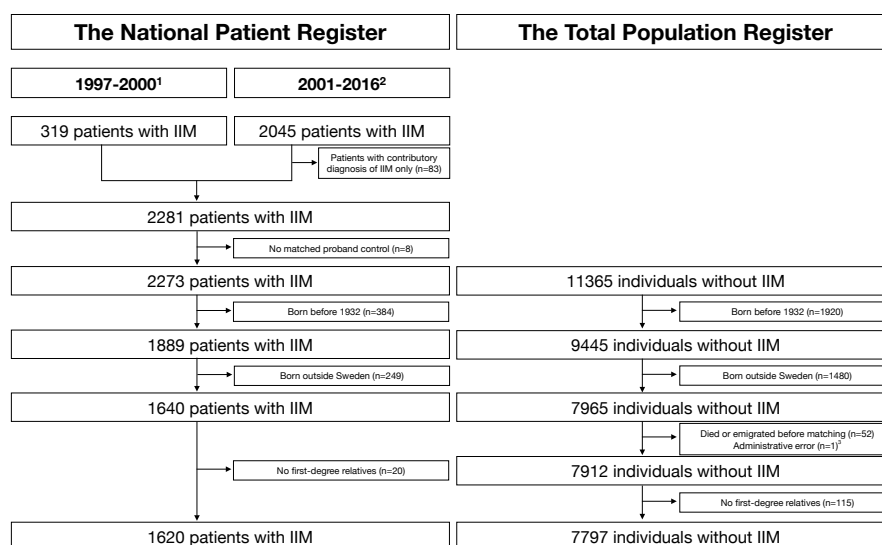 The National Patient Register
The Total Population Register
1997-2000¹
2001-2016²
319 patients with IIM
2045 patients with IIM
Patients with contributory
diagnosis of IIM only (n=83)
2281 patients with IIM
No matched proband control (n=8)
2273 patients with IIM
11365 individuals without IIM
Born before 1932 (n=384)
Born before 1932 (n=1920)
1889 patients with IIM
9445 individuals without IIM
Born outside Sweden (n=249)
Born outside Sweden (n=1480)
1640 patients with IIM
7965 individuals without IIM
Died or emigrated before matching (n=52)
Administrative error (n=1)³
No first-degree relatives (n=20)
7912 individuals without IIM
No first-degree relatives (n=115)
1620 patients with IIM
7797 individuals without IIM